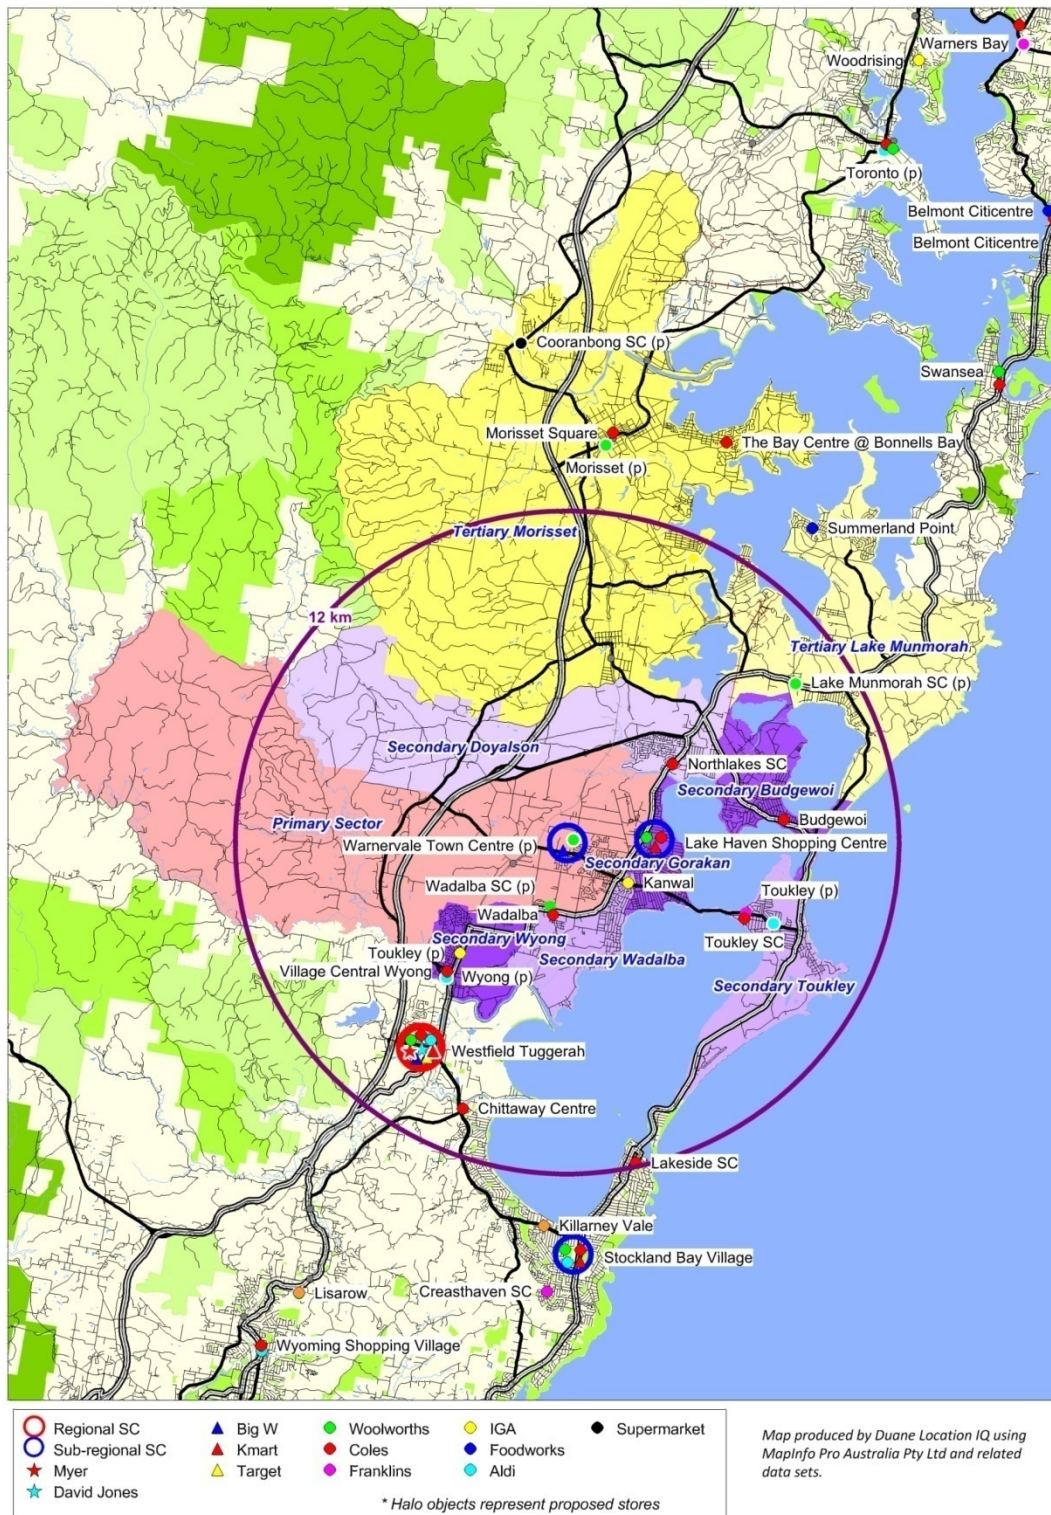 Warners Bay
Woodrising
Toronto (p)
Belmont Citicentre
Belmont Citicentre
Cooranbong SC (p)
Swansea
Morisset Square
The Bay Centre @ Bonnells Bay
Morisset (p)
Tertiary Morisset
Summerland Point
12 km
Tertiary Lake Munmorah
Lake Munmorah SC (p)
Secondary Doyalson
Northlakes SC
Secondary Budgewoi
Primary Sector
Budgewoi
Warnervale Town Centre (p)
Lake Haven Shopping Centre
Secondary Gorakan
Wadalba SC (p)
Kanwal
Toukley (p)
Wadalba
Toukley SC
Secondary Wyong
Toukley (p)
Secondary Wadalba
Village Central Wyong
Wyong (p)
Secondary Toukley
Westfield Tuggerah
Chittaway Centre
Lakeside SC
Killarney Vale
Stockland Bay Village
Lisarow
Creasthaven SC
Wyoming Shopping Village
Regional SC
Big W
Woolworths
IGA
Supermarket
Sub-regional SC
Kmart
Coles
Foodworks
Myer
Target
Franklins
Aldi
David Jones
* Halo objects represent proposed stores
Map produced by Duane Location IQ using
MapInfo Pro Australia Pty Ltd and related
data sets.